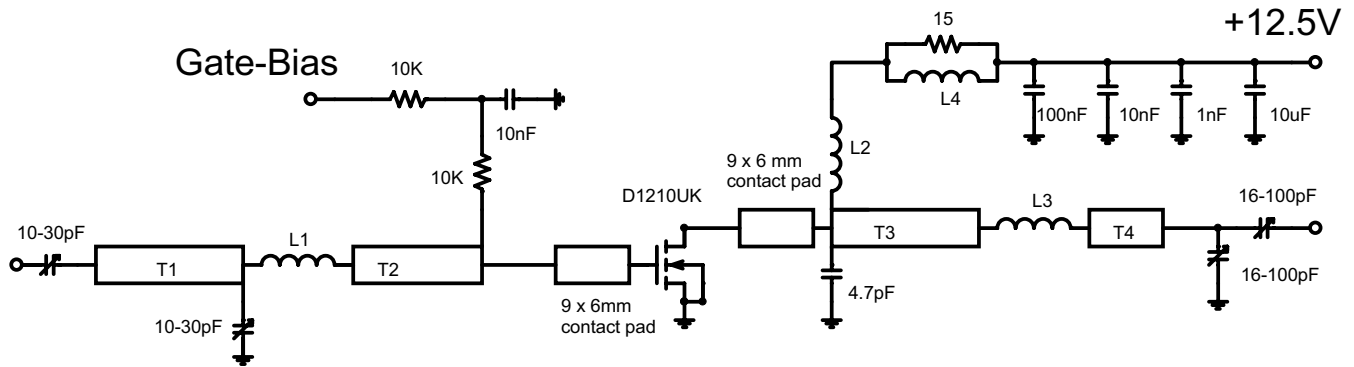 15
+12.5V
Gate-Bias
10K
L4
100nF
10nF
1nF
10uF
10nF
L2
9 x 6 mm
contact pad
10K
D1210UK
L3
16-100pF
10-30pF
L1
T3
T4
T1
T2
16-100pF
4.7pF
9 x 6mm
contact pad
10-30pF